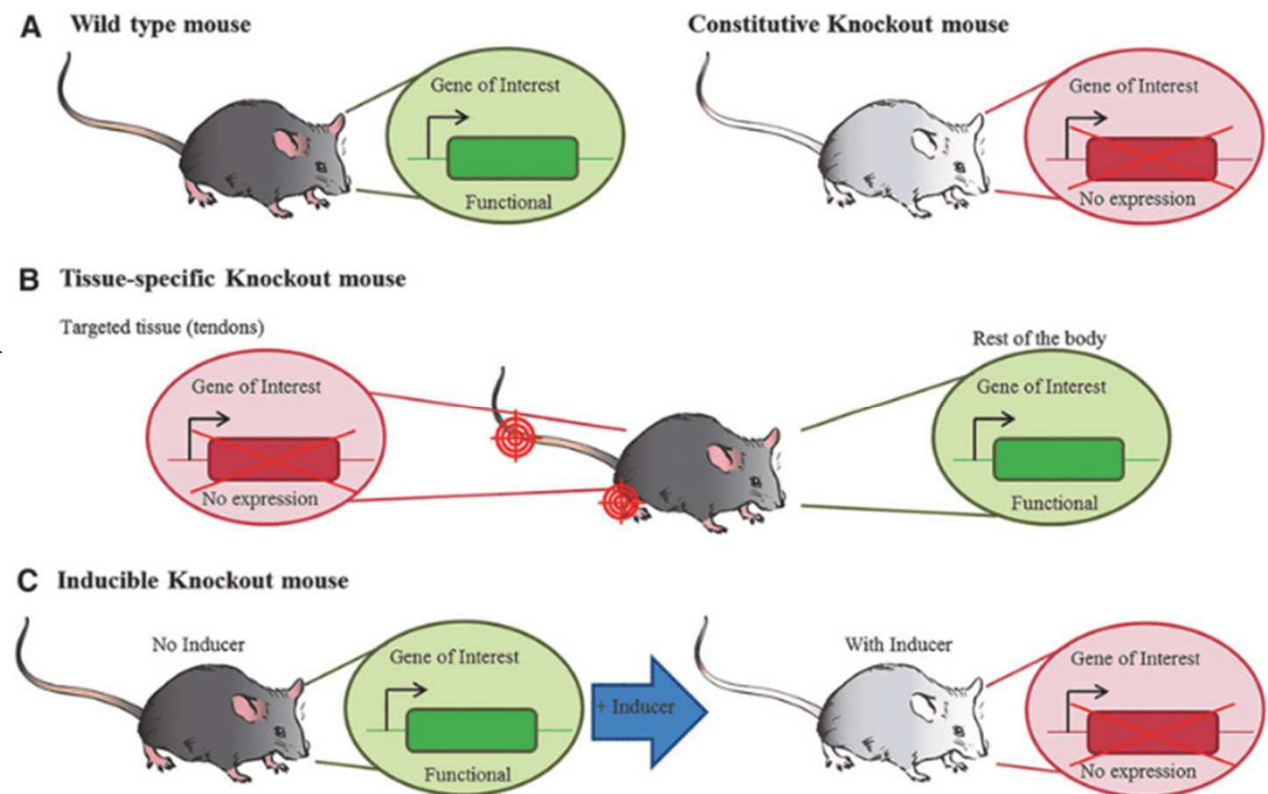 A Wild type mouse
Constitutive Knockout mouse
Gene of Interest
Functional
Gene of Interest
No expression
B Tissue-specific Knockout mouse
Targeted tissue (tendons)
Rest of the body
Gene of Interest
No expression
Gene of Interest
Functional
C Inducible Knockout mouse
No Inducer
Gene of Interest
Functional
+ Inducer
With Inducer
Gene of Interest
No expression